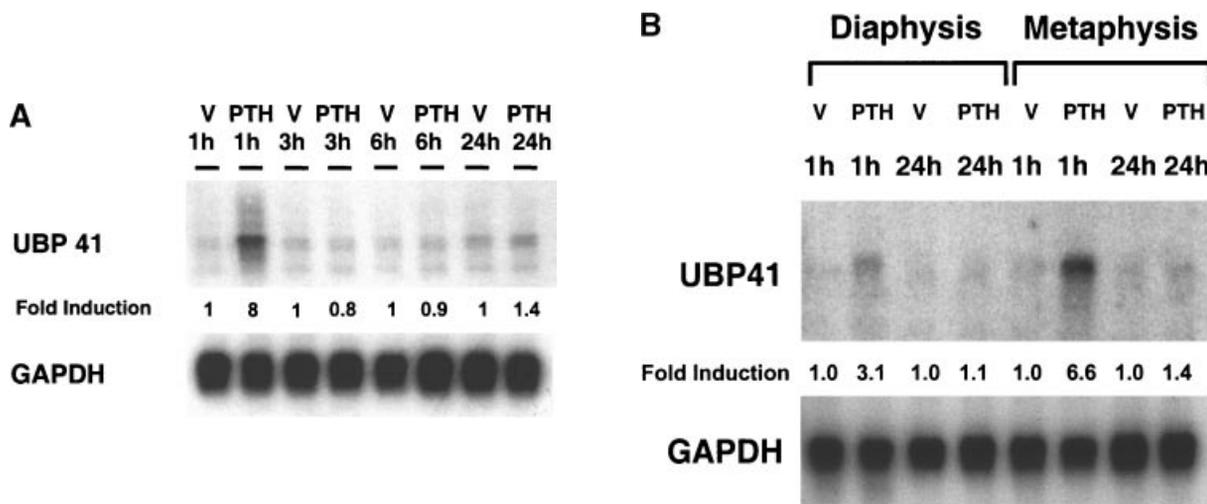 A
V PTH V PTH V PTH V PTH
1h 1h 3h 3h 6h 6h 24h 24h
UBP 41
Fold Induction 1 8 1 0.8 1 0.9 1 1.4
GAPDH
B
Diaphysis Metaphysis
V PTH V PTH V PTH V PTH
1h 1h 24h 24h 1h 1h 24h 24h
UBP41
Fold Induction 1.0 3.1 1.0 1.1 1.0 6.6 1.0 1.4
GAPDH